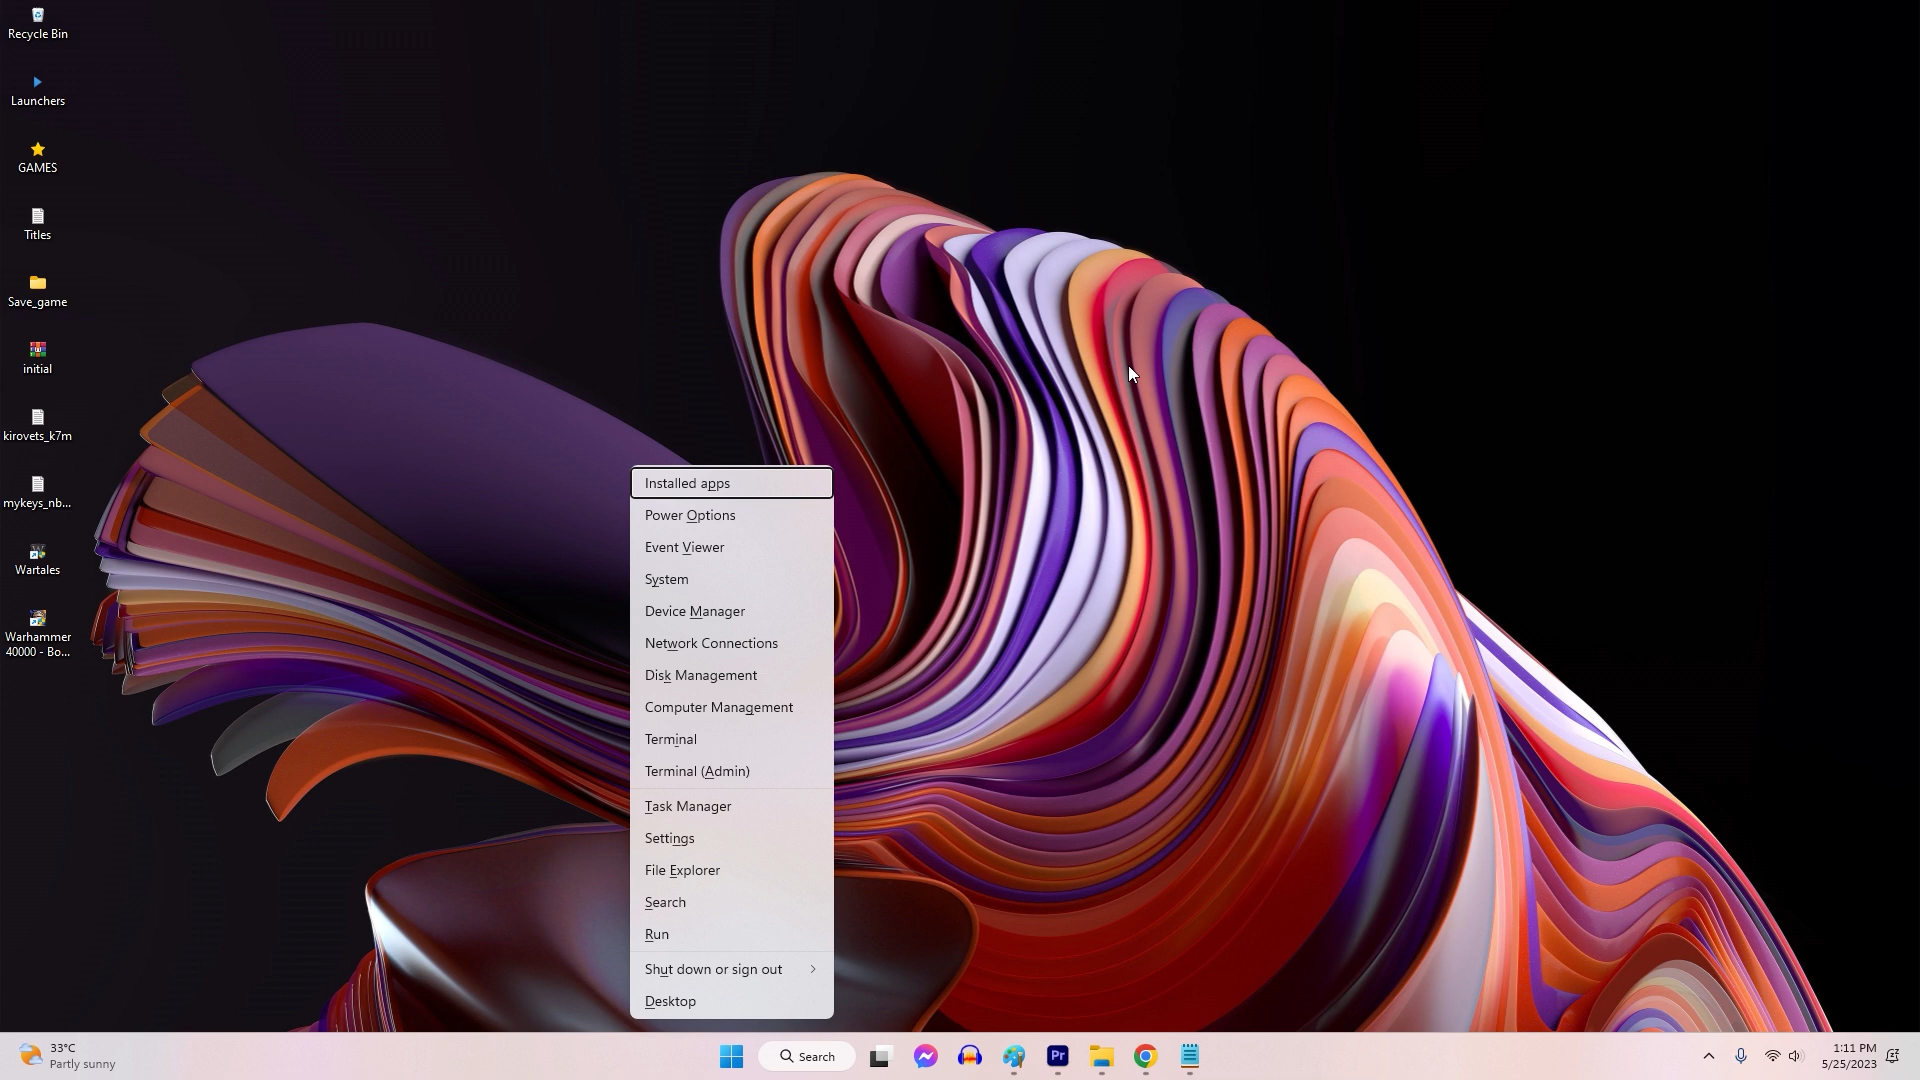 Recycle Bin
Launchers
GAMES
Titles
Save_game
initial
kirovets_k7m
mykeys_nb...
Wartales
Warhammer
40000 - Bo...
Installed apps
Power Options
Event Viewer
System
Device Manager
Network Connections
Disk Management
Computer Management
Terminal
Terminal (Admin)
Task Manager
Settings
File Explorer
Search
Run
Shut down or sign out
Desktop
33°C
Partly sunny
Search
Pr
1:11 PM
5/25/2023